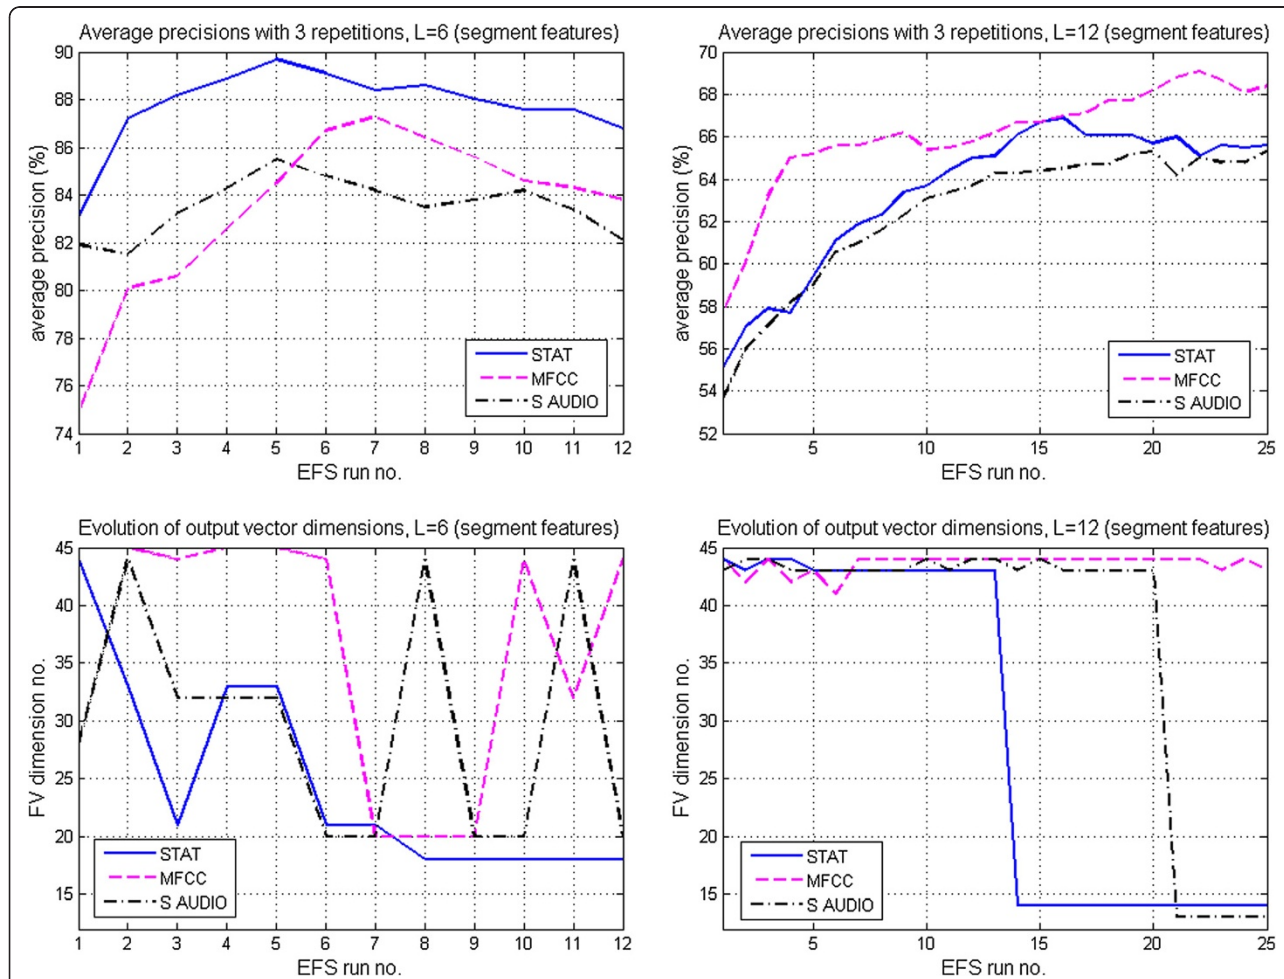 Average precisions with 3 repetitions, L=6 (segment features)
90
88
86
84
82
80
78
76
74
average precision (%)
STAT
MFCC
S AUDIO
1 2 3 4 5 6 7 8 9 10 11 12
EFS run no.
Average precisions with 3 repetitions, L=12 (segment features)
70
68
66
64
62
60
58
56
54
52
average precision (%)
STAT
MFCC
S AUDIO
5 10 15 20 25
EFS run no.
Evolution of output vector dimensions, L=6 (segment features)
45
40
35
30
25
20
15
FV dimension no.
STAT
MFCC
S AUDIO
1 2 3 4 5 6 7 8 9 10 11 12
EFS run no.
Evolution of output vector dimensions, L=12 (segment features)
45
40
35
30
25
20
15
FV dimension no.
STAT
MFCC
S AUDIO
5 10 15 20 25
EFS run no.